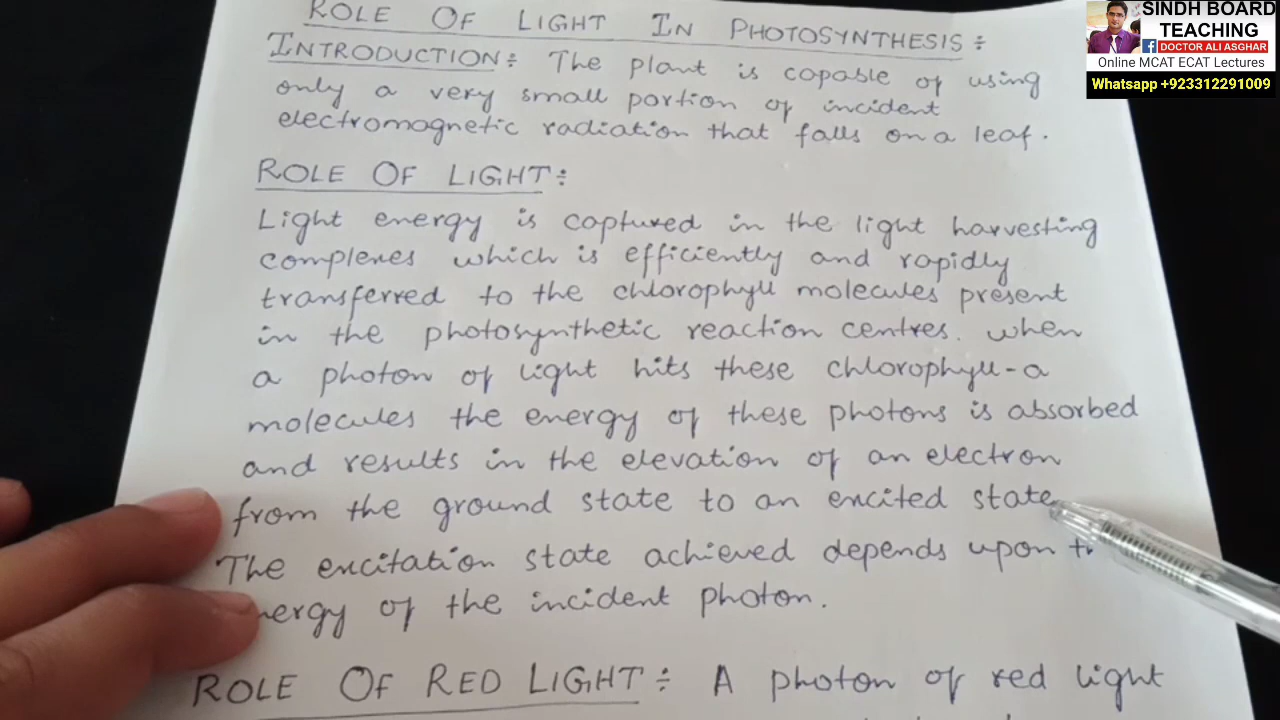 ROLE OF LIGHT IN PHOTOSYNTHESIS:
INTRODUCTION: The plant is capable of using
only a very small portion of incident
electromagnetic radiation that falls on a leaf.
ROLE OF LIGHT:
Light energy is captured in the light harvesting
complexes which is efficiently and rapidly
transferred to the chlorophyll molecules present
in the photosynthetic reaction centres. When
a photon of light hits these chlorophyll-a
molecules the energy of these photons is absorbed
and results in the elevation of an electron
from the ground state to an excited state
The excitation state achieved depends upon
of the incident photon.
ROLE OF RED LIGHT: A photon of red light
SINDH BOARD
TEACHING
DOCTOR ALI ASGHAR
Online MCAT ECAT Lectures
Whatsapp +923312291009